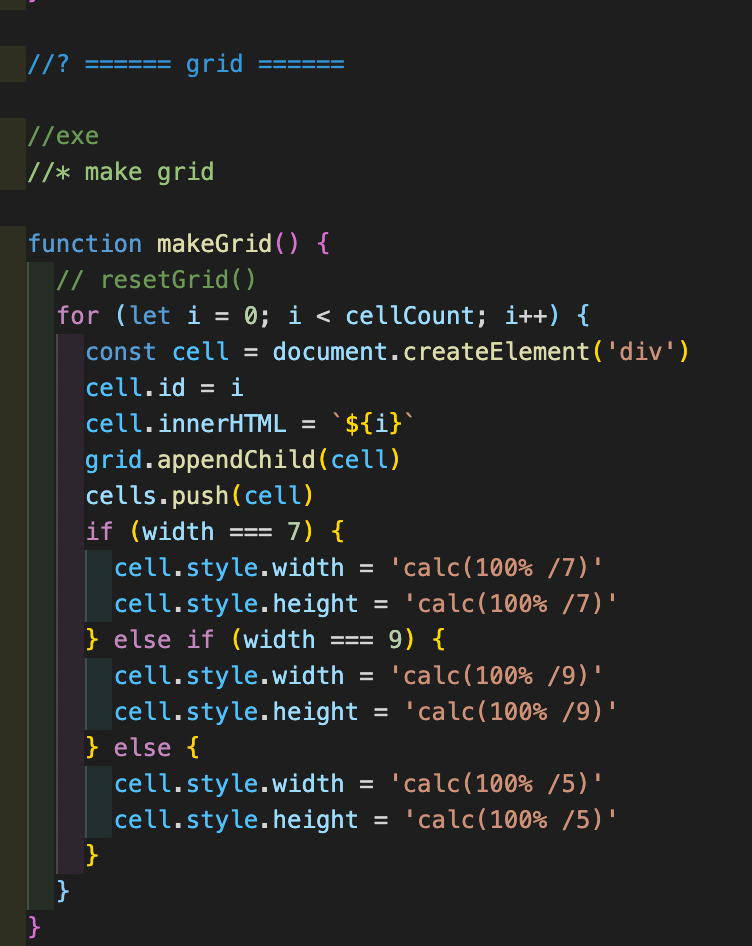 }
//? ====== grid ======
//exe
//* make grid
function makeGrid() {
  // resetGrid()
  for (let i = 0; i < cellCount; i++) {
    const cell = document.createElement('div')
    cell.id = i
    cell.innerHTML = `${i}`
    grid.appendChild(cell)
    cells.push(cell)
    if (width === 7) {
      cell.style.width = 'calc(100% /7)'
      cell.style.height = 'calc(100% /7)'
    } else if (width === 9) {
      cell.style.width = 'calc(100% /9)'
      cell.style.height = 'calc(100% /9)'
    } else {
      cell.style.width = 'calc(100% /5)'
      cell.style.height = 'calc(100% /5)'
    }
  }
}